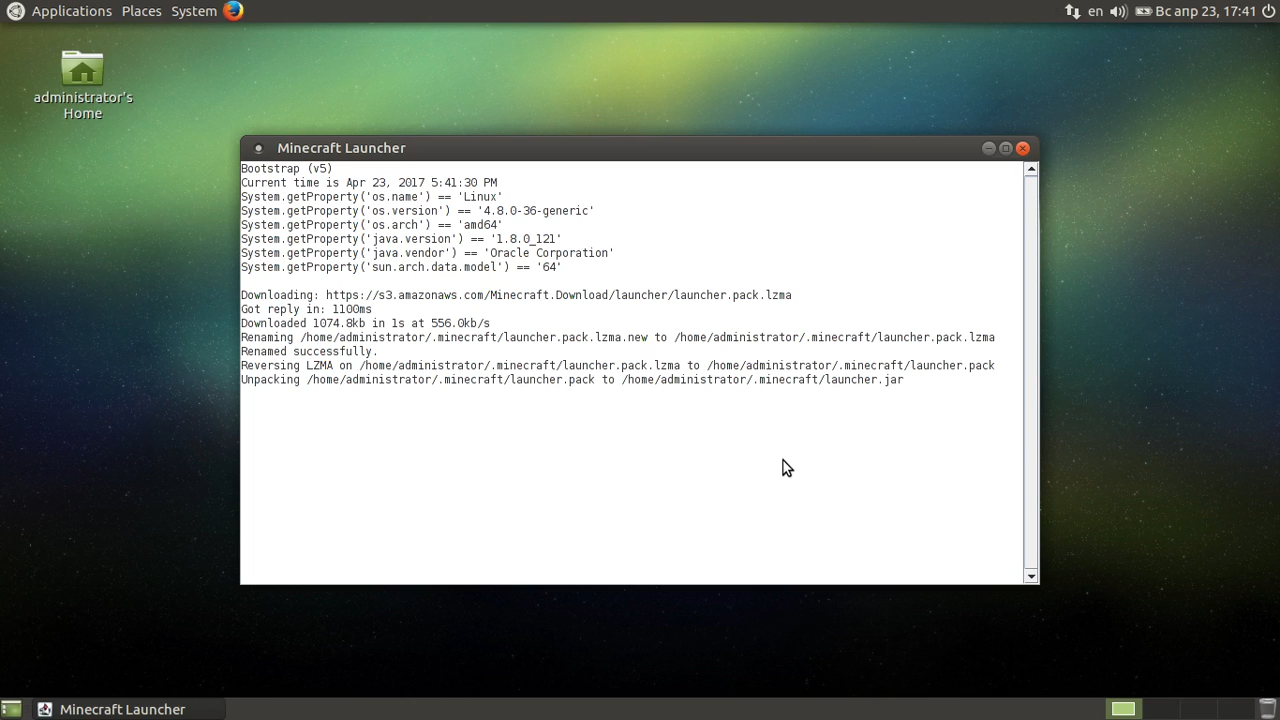 Applications Places System en Вс апр 23, 17:41
administrator's
Home
Minecraft Launcher
Bootstrap (v5)
Current time is Apr 23, 2017 5:41:30 PM
System.getProperty('os.name') == 'Linux'
System.getProperty('os.version') == '4.8.0-36-generic'
System.getProperty('os.arch') == 'amd64'
System.getProperty('java.version') == '1.8.0_121'
System.getProperty('java.vendor') == 'Oracle Corporation'
System.getProperty('sun.arch.data.model') == '64'
Downloading: https://s3.amazonaws.com/Minecraft.Download/launcher/launcher.pack.lzma
Got reply in: 1100ms
Downloaded 1074.8kb in 1s at 556.0kb/s
Renaming /home/administrator/.minecraft/launcher.pack.lzma.new to /home/administrator/.minecraft/launcher.pack.lzma
Renamed successfully.
Reversing LZMA on /home/administrator/.minecraft/launcher.pack.lzma to /home/administrator/.minecraft/launcher.pack
Unpacking /home/administrator/.minecraft/launcher.pack to /home/administrator/.minecraft/launcher.jar
Minecraft Launcher